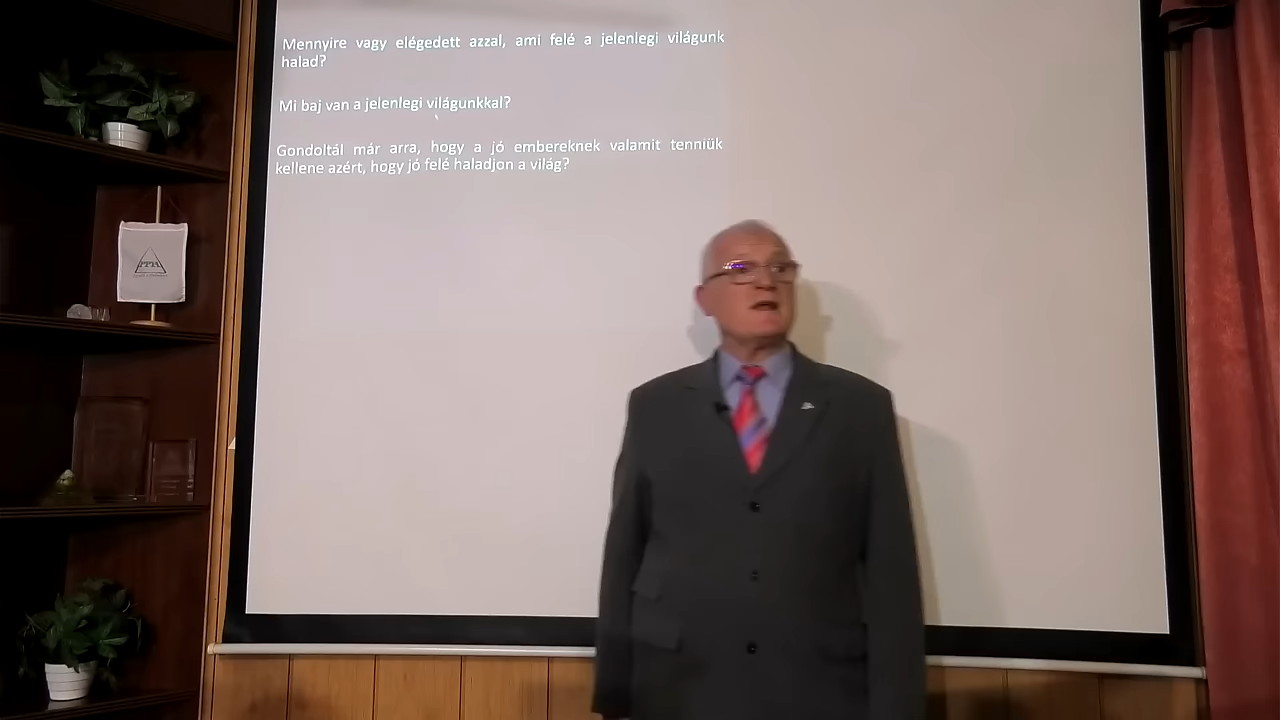 Mennyire vagy elégedett azzal, ami felé a jelenlegi világunk
halad?
Mi baj van a jelenlegi világunkkal?
Gondoltál már arra, hogy a jó embereknek valamit tenniük
kellene azért, hogy jó felé haladjon a világ?